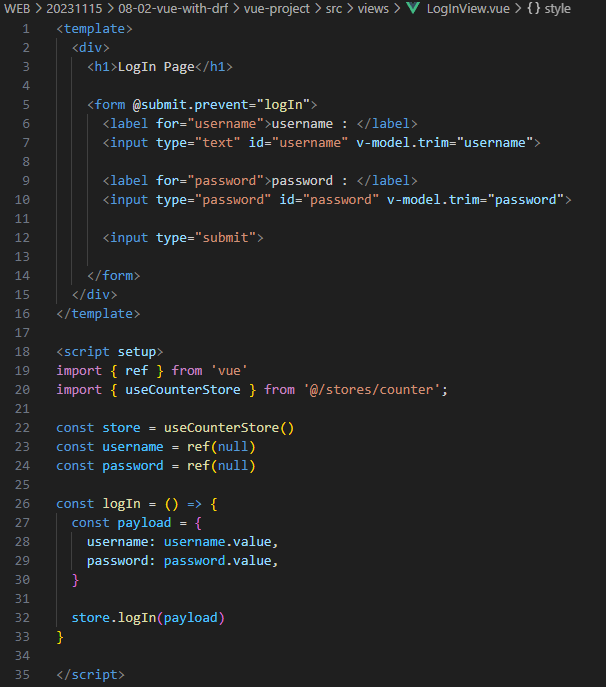 WEB > 20231115 > 08-02-vue-with-drf > vue-project > src > views > LogInView.vue > {} style
1 <template>
2 <div>
3 <h1>LogIn Page</h1>
4
5 <form @submit.prevent="logIn">
6 <label for="username">username : </label>
7 <input type="text" id="username" v-model.trim="username">
8
9 <label for="password">password : </label>
10 <input type="password" id="password" v-model.trim="password">
11
12 <input type="submit">
13
14 </form>
15 </div>
16 </template>
17
18 <script setup>
19 import { ref } from 'vue'
20 import { useCounterStore } from '@/stores/counter';
21
22 const store = useCounterStore()
23 const username = ref(null)
24 const password = ref(null)
25
26 const logIn = () => {
27 const payload = {
28 username: username.value,
29 password: password.value,
30 }
31
32 store.logIn(payload)
33 }
34
35 </script>